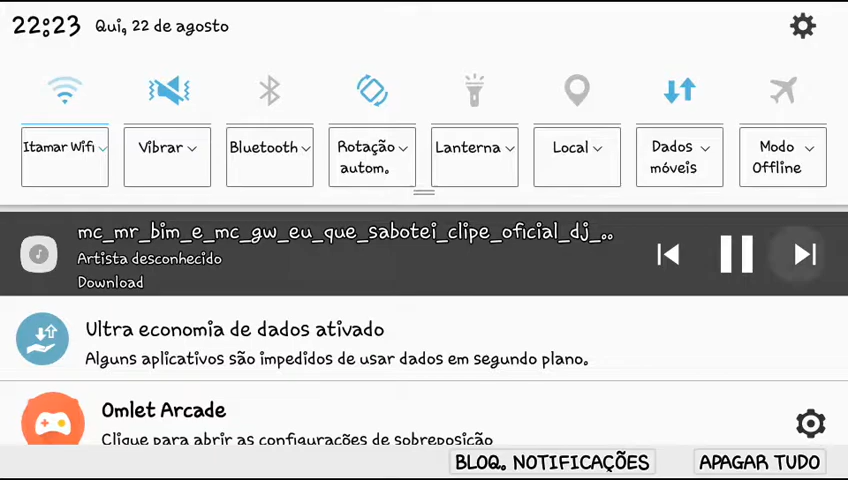 22:23 Qui, 22 de agosto
Itamar Wifi Vibrar Bluetooth Rotação autom. Lanterna Local Dados móveis Modo Offline
mc_mr_bim_e_mc_gw_eu_que_sabotei_clipe_oficial_dj_..
Artista desconhecido
Download
Ultra economia de dados ativado
Alguns aplicativos são impedidos de usar dados em segundo plano.
Omlet Arcade
Clique para abrir as configurações de sobreposição
BLOQ. NOTIFICAÇÕES APAGAR TUDO